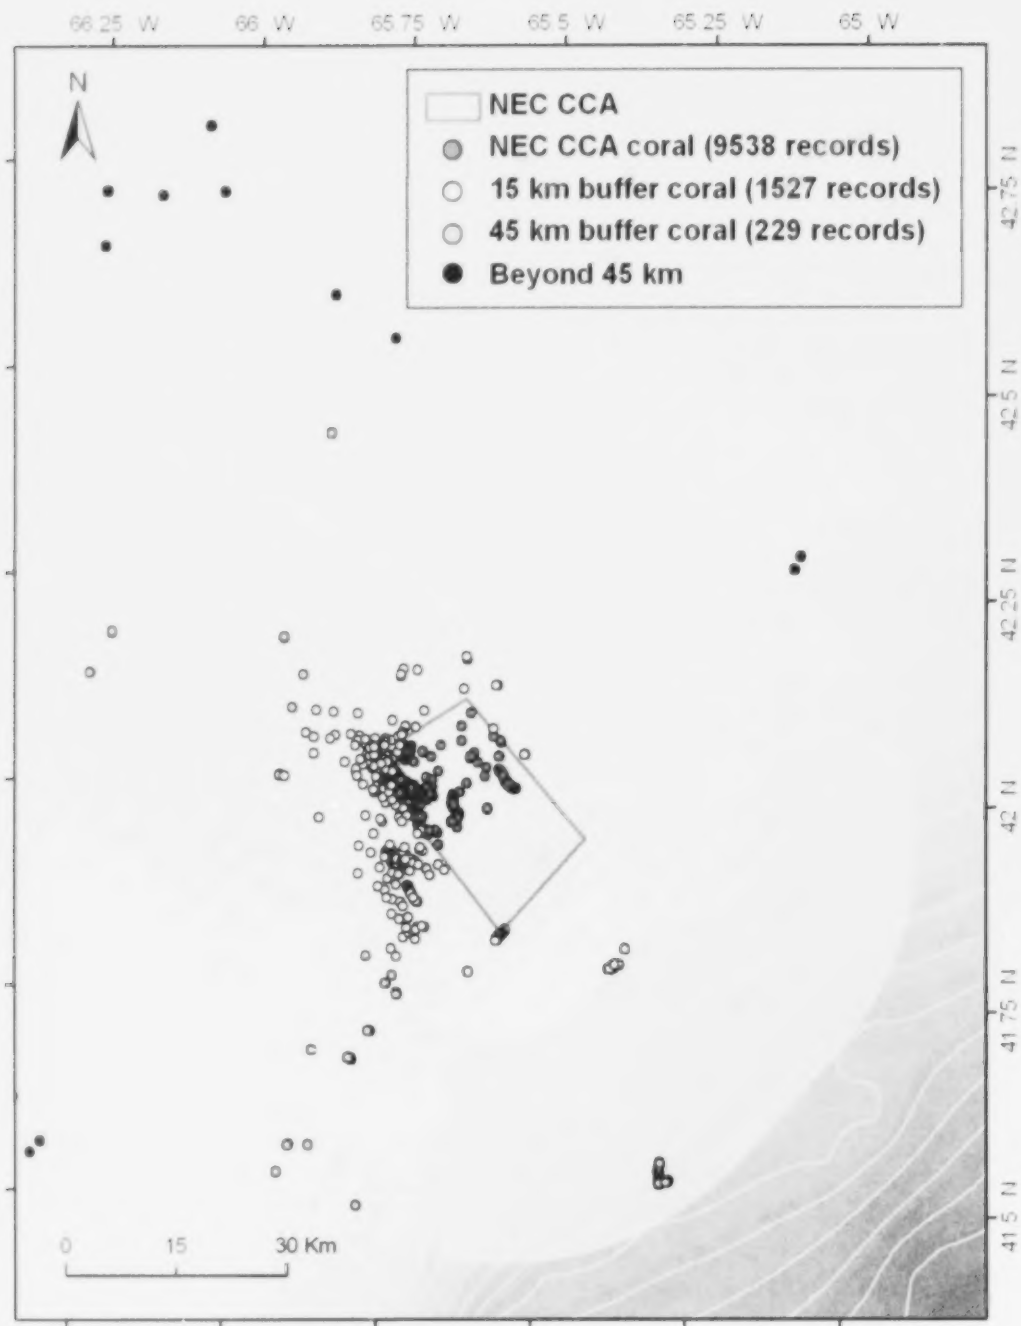 66.25 W 66 W 65.75 W 65.5 W 65.25 W 65 W
N
NEC CCA
NEC CCA coral (9538 records)
15 km buffer coral (1527 records)
45 km buffer coral (229 records)
Beyond 45 km
42.75 N
42.5 N
42.25 N
42 N
41.75 N
41.5 N
0 15 30 Km